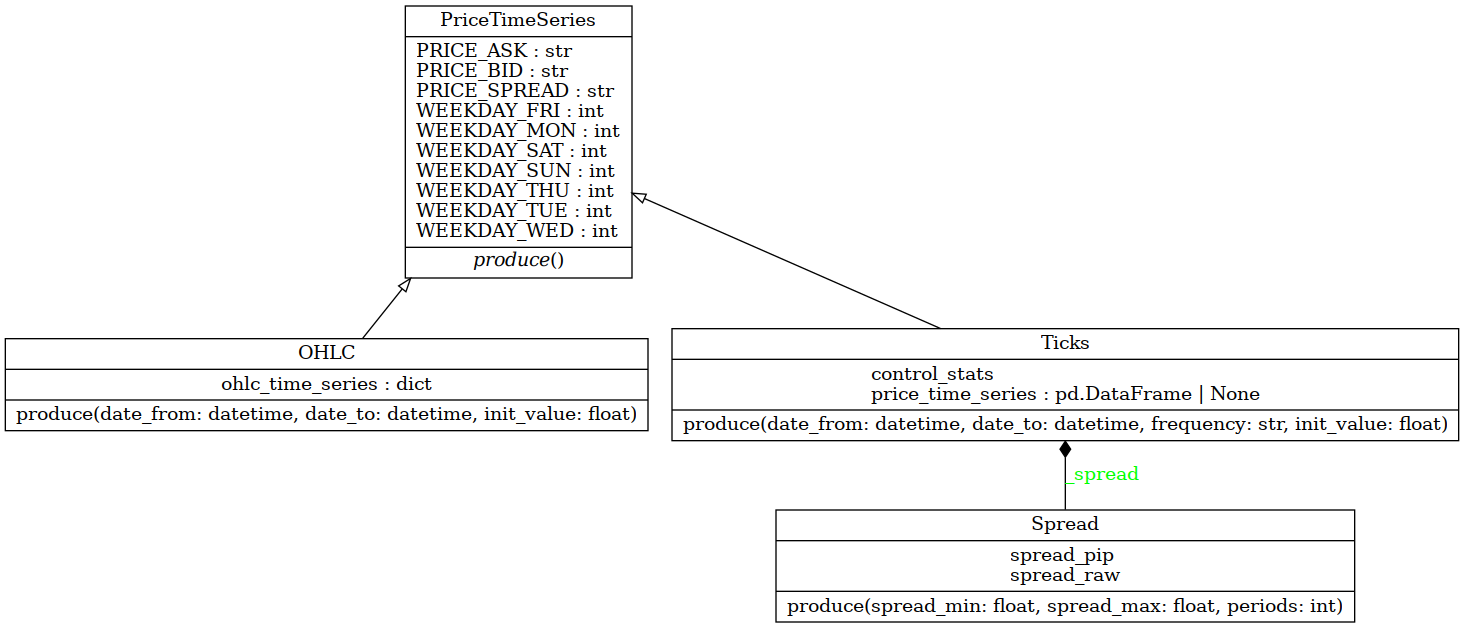 PriceTimeSeries
PRICE_ASK : str
PRICE_BID : str
PRICE_SPREAD : str
WEEKDAY_FRI : int
WEEKDAY_MON : int
WEEKDAY_SAT : int
WEEKDAY_SUN : int
WEEKDAY_THU : int
WEEKDAY_TUE : int
WEEKDAY_WED : int
produce()
OHLC
ohlc_time_series : dict
produce(date_from: datetime, date_to: datetime, init_value: float)
Ticks
control_stats
price_time_series : pd.DataFrame | None
produce(date_from: datetime, date_to: datetime, frequency: str, init_value: float)
_spread
Spread
spread_pip
spread_raw
produce(spread_min: float, spread_max: float, periods: int)